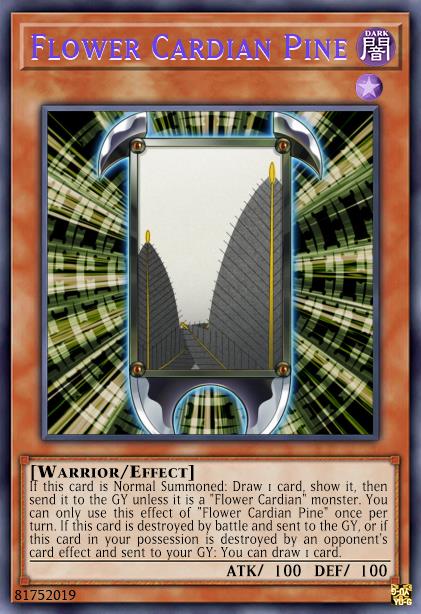 Flower Cardian Pine
DARK
闇
[Warrior/Effect]
If this card is Normal Summoned: Draw 1 card, show it, then
send it to the GY unless it is a "Flower Cardian" monster. You
can only use this effect of "Flower Cardian Pine" once per
turn. If this card is destroyed by battle and sent to the GY, or if
this card in your possession is destroyed by an opponent's
card effect and sent to your GY: You can draw 1 card.
ATK/ 100 DEF/ 100
81752019